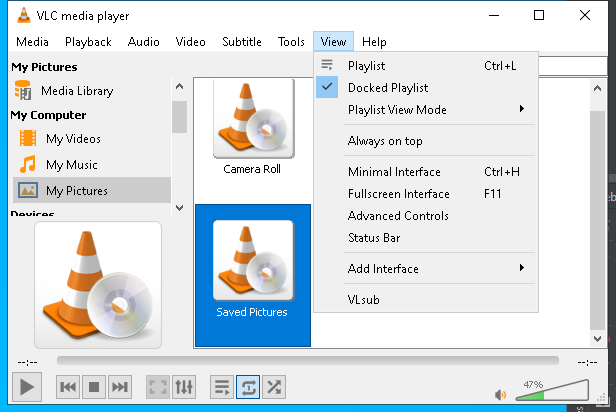 VLC media player
Media Playback Audio Video Subtitle Tools View Help
My Pictures
Media Library
My Computer
My Videos
My Music
My Pictures
Devices
Camera Roll
Saved Pictures
Playlist Ctrl+L
Docked Playlist
Playlist View Mode
Always on top
Minimal Interface Ctrl+H
Fullscreen Interface F11
Advanced Controls
Status Bar
Add Interface
VLsub
--:-- --:--
47%